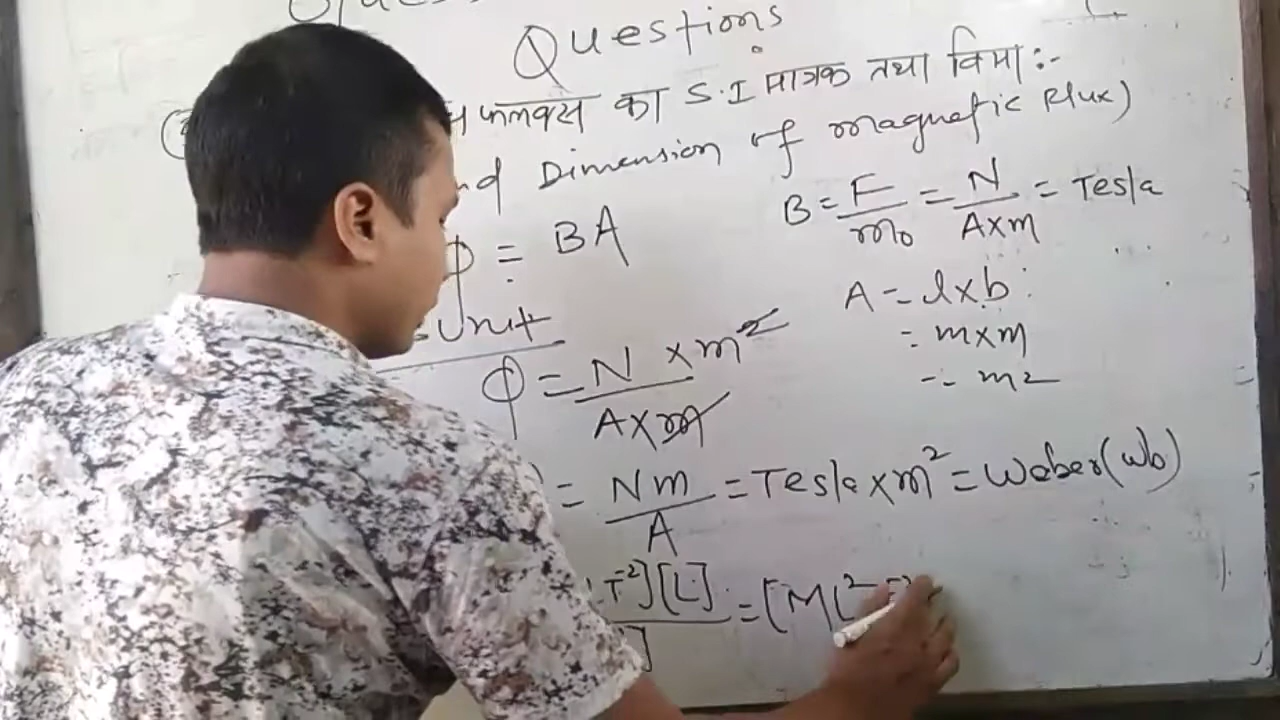 Questions
फ्लक्स का S.I मात्रक तथा विमा :-
nd Dimension of magnetic flux)
φ = BA
B = F/m₀ = N/A×m = Tesla
A = l×b
= m×m
= m2
Unit
φ = N × m²/A×m
= Nm/A = Tesla×m² = Weber(wb)
T⁻²][L]/] = [ML²